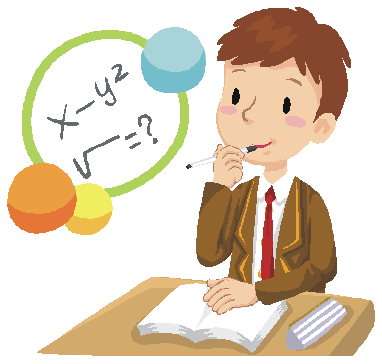 x-y²
√=?